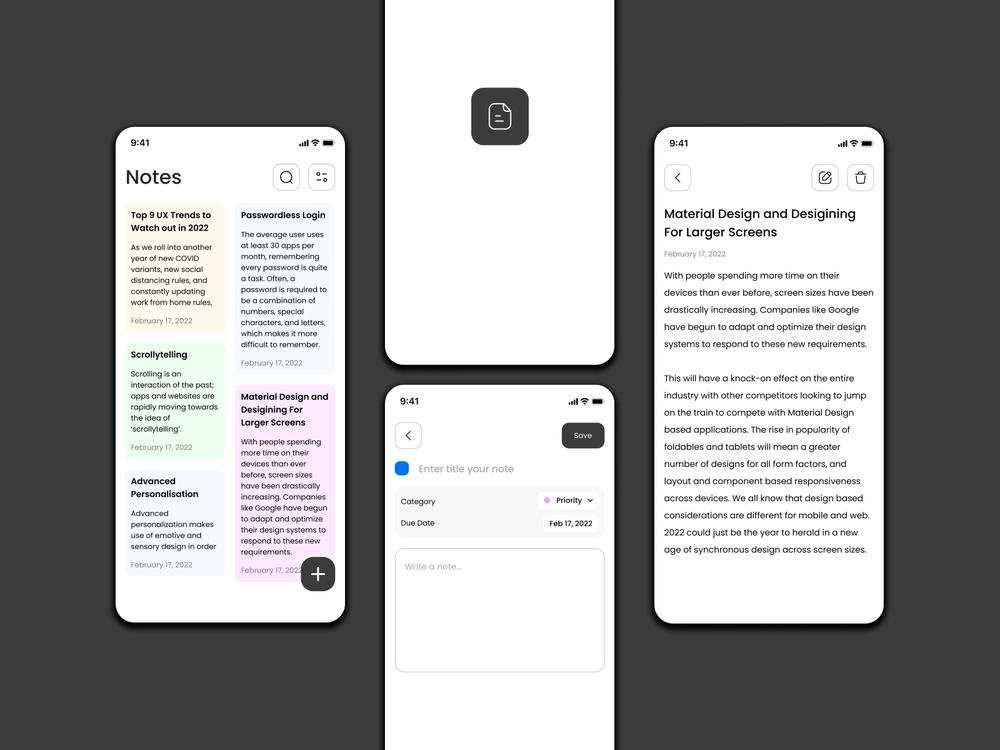 9:41
Notes
Top 9 UX Trends to
Watch out in 2022
As we roll into another
year of new COVID
variants, new social
distancing rules, and
constantly updating
work from home rules,
February 17, 2022
Scrollytelling
Scrolling is an
interaction of the past;
apps and websites are
rapidly moving towards
the idea of
‘scrollytelling’.
February 17, 2022
Advanced
Personalisation
Advanced
personalization makes
use of emotive and
sensory design in order
February 17, 2022
Passwordless Login
The average user uses
at least 30 apps per
month, remembering
every password is quite
a task. Often, a
password is required to
be a combination of
numbers, special
characters, and letters,
which makes it more
difficult to remember.
February 17, 2022
Material Design and
Desigining For
Larger Screens
With people spending
more time on their
devices than ever
before, screen sizes
have been drastically
increasing. Companies
like Google have begun
to adapt and optimize
their design systems to
respond to these new
requirements.
February 17, 2022
9:41
Save
Enter title your note
Category
Priority
Due Date
Feb 17, 2022
Write a note...
9:41
Material Design and Desigining
For Larger Screens
February 17, 2022
With people spending more time on their
devices than ever before, screen sizes have been
drastically increasing. Companies like Google
have begun to adapt and optimize their design
systems to respond to these new requirements.
This will have a knock-on effect on the entire
industry with other competitors looking to jump
on the train to compete with Material Design
based applications. The rise in popularity of
foldables and tablets will mean a greater
number of designs for all form factors, and
layout and component based responsiveness
across devices. We all know that design based
considerations are different for mobile and web.
2022 could just be the year to herald in a new
age of synchronous design across screen sizes.